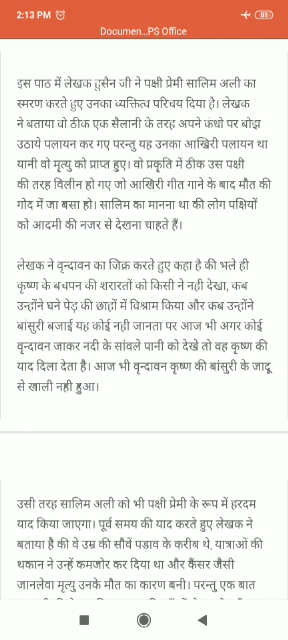 2:13 PM
81
Documen...PS Office
इस पाठ में लेखक हुसैन जी ने पक्षी प्रेमी सालिम अली का
स्मरण करते हुए उनका व्यक्तित्व परिचय दिया है। लेखक
ने बताया वो ठीक एक सैलानी के तरह अपने कंधो पर बोझ
उठाये पलायन कर गए परन्तु यह उनका आखिरी पलायन था
यानी वो मृत्यु को प्राप्त हुए। वो प्रकृति में ठीक उस पक्षी
की तरह विलीन हो गए जो आखिरी गीत गाने के बाद मौत की
गोद में जा बसा हो। सालिम का मानना था की लोग पक्षियों
को आदमी की नजर से देखना चाहते हैं।
लेखक ने वृन्दावन का जिक्र करते हुए कहा है की भले ही
कृष्ण के बचपन की शरारतों को किसी ने नही देखा, कब
उन्होंने घने पेढ़ की छाहों में विश्राम किया और कब उन्होंने
बांसुरी बजाई यह कोई नही जानता पर आज भी अगर कोई
वृन्दावन जाकर नदी के सांवले पानी को देखे तो वह कृष्ण की
याद दिला देता है। आज भी वृन्दावन कृष्ण की बांसुरी के जादू
से खाली नही हुआ।
उसी तरह सालिम अली को भी पक्षी प्रेमी के रूप में हरदम
याद किया जाएगा। पूर्व समय की याद करते हुए लेखक ने
बताया है की वे उम्र की सौवें पड़ाव के करीब थे, यात्राओं की
थकान ने उन्हें कमजोर कर दिया था और कैंसर जैसी
जानलेवा मृत्यु उनके मौत का कारण बनी। परन्तु एक बात